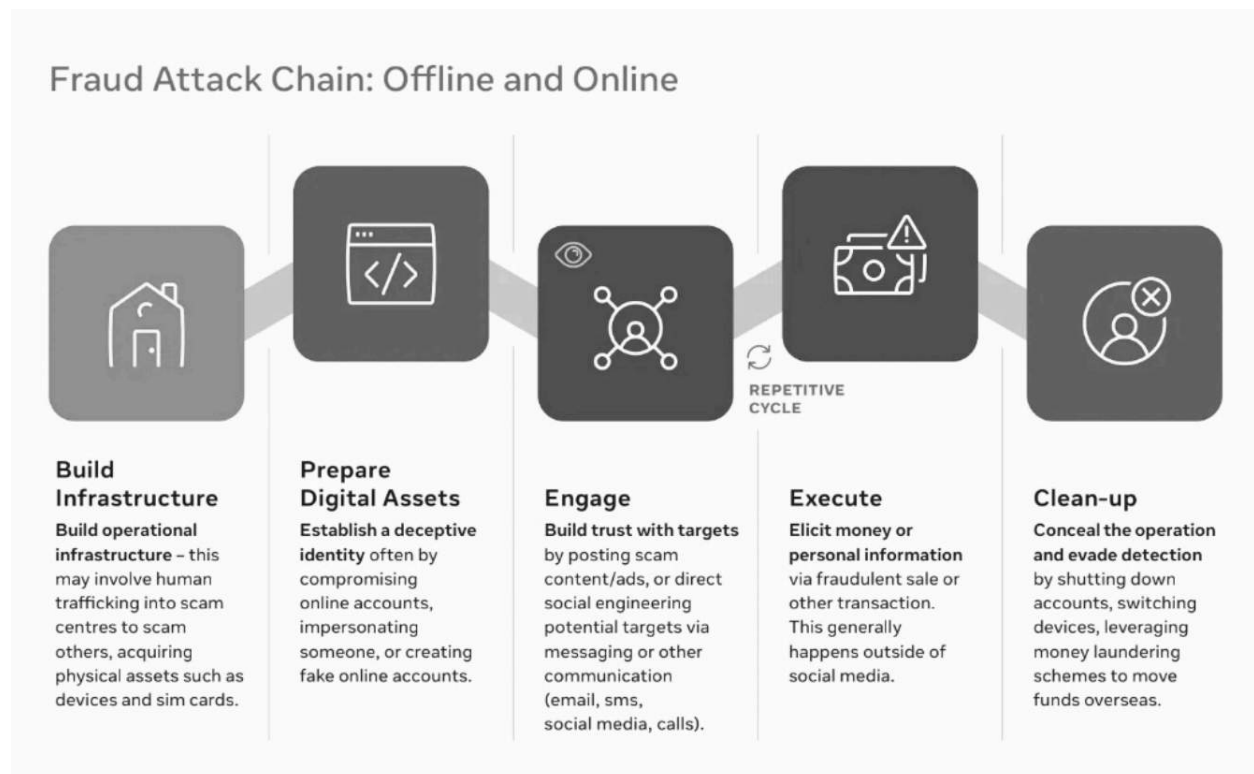 Fraud Attack Chain: Offline and Online
REPETITIVE
CYCLE
Build
Infrastructure
Build operational
infrastructure – this
may involve human
trafficking into scam
centres to scam
others, acquiring
physical assets such as
devices and sim cards.
Prepare
Digital Assets
Establish a deceptive
identity often by
compromising
online accounts,
impersonating
someone, or creating
fake online accounts.
Engage
Build trust with targets
by posting scam
content/ads, or direct
social engineering
potential targets via
messaging or other
communication
(email, sms,
social media, calls).
Execute
Elicit money or
personal information
via fraudulent sale or
other transaction.
This generally
happens outside of
social media.
Clean-up
Conceal the operation
and evade detection
by shutting down
accounts, switching
devices, leveraging
money laundering
schemes to move
funds overseas.